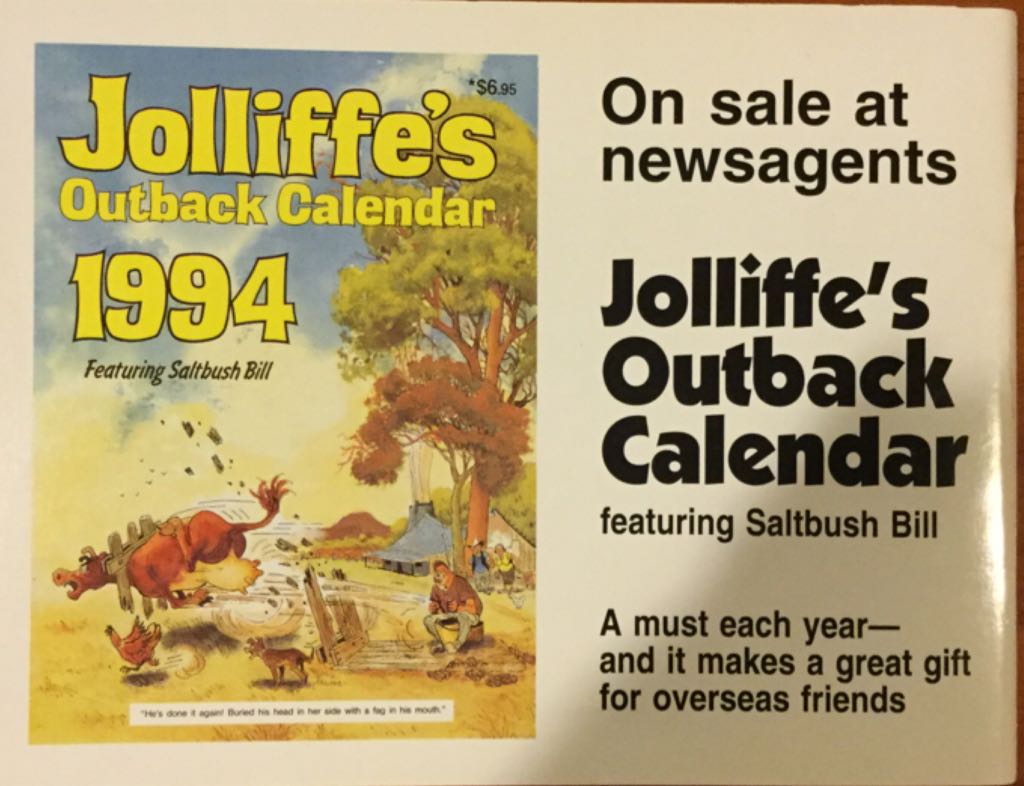 *$6.95
Jolliffe's
Outback Calendar
1994
Featuring Saltbush Bill
"He's done it again! Buried his head in her side with a fag in his mouth."
On sale at
newsagents
Jolliffe's
Outback
Calendar
featuring Saltbush Bill
A must each year—
and it makes a great gift
for overseas friends